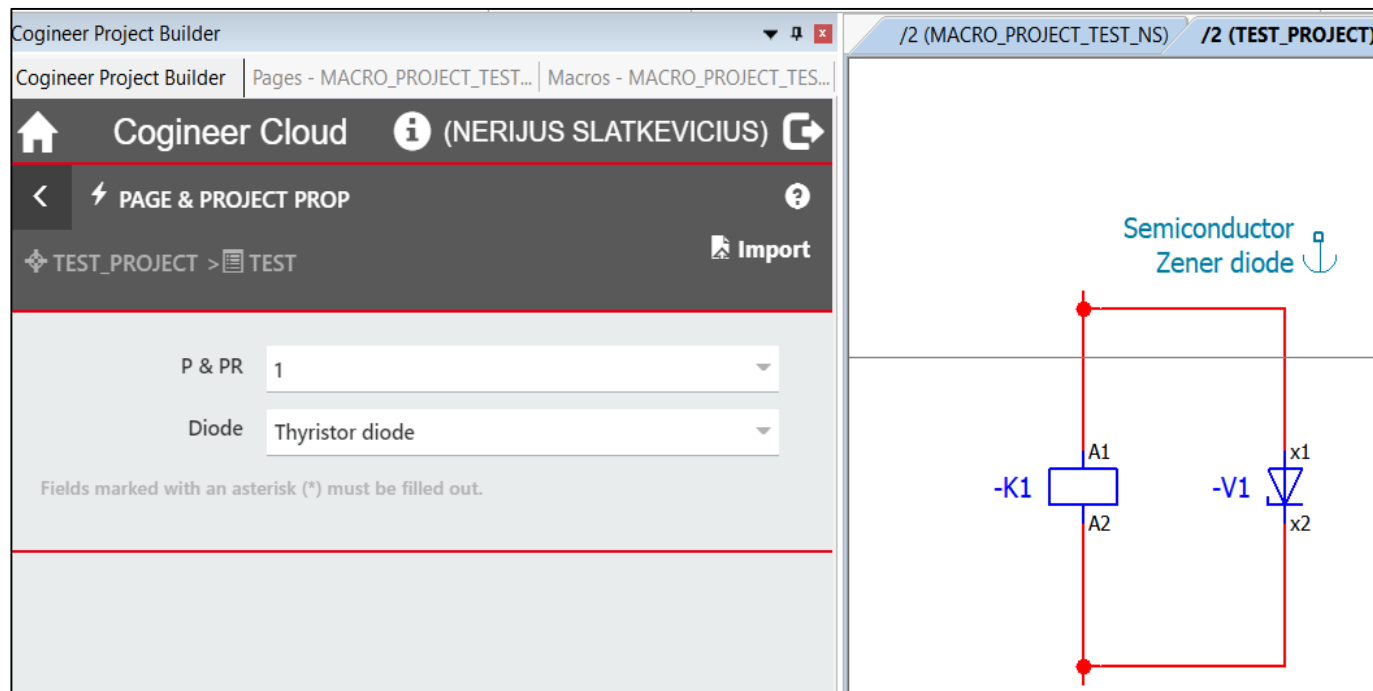 Cogineer Project Builder
Cogineer Project Builder
Pages - MACRO_PROJECT_TEST...
Macros - MACRO_PROJECT_TES...
Cogineer Cloud
(NERIJUS SLATKEVICIUS)
PAGE & PROJECT PROP
TEST_PROJECT > TEST
Import
P & PR
1
Diode
Thyristor diode
Fields marked with an asterisk (*) must be filled out.
/2 (MACRO_PROJECT_TEST_NS)
/2 (TEST_PROJECT)
Semiconductor
Zener diode
A1
-K1
A2
x1
-V1
x2